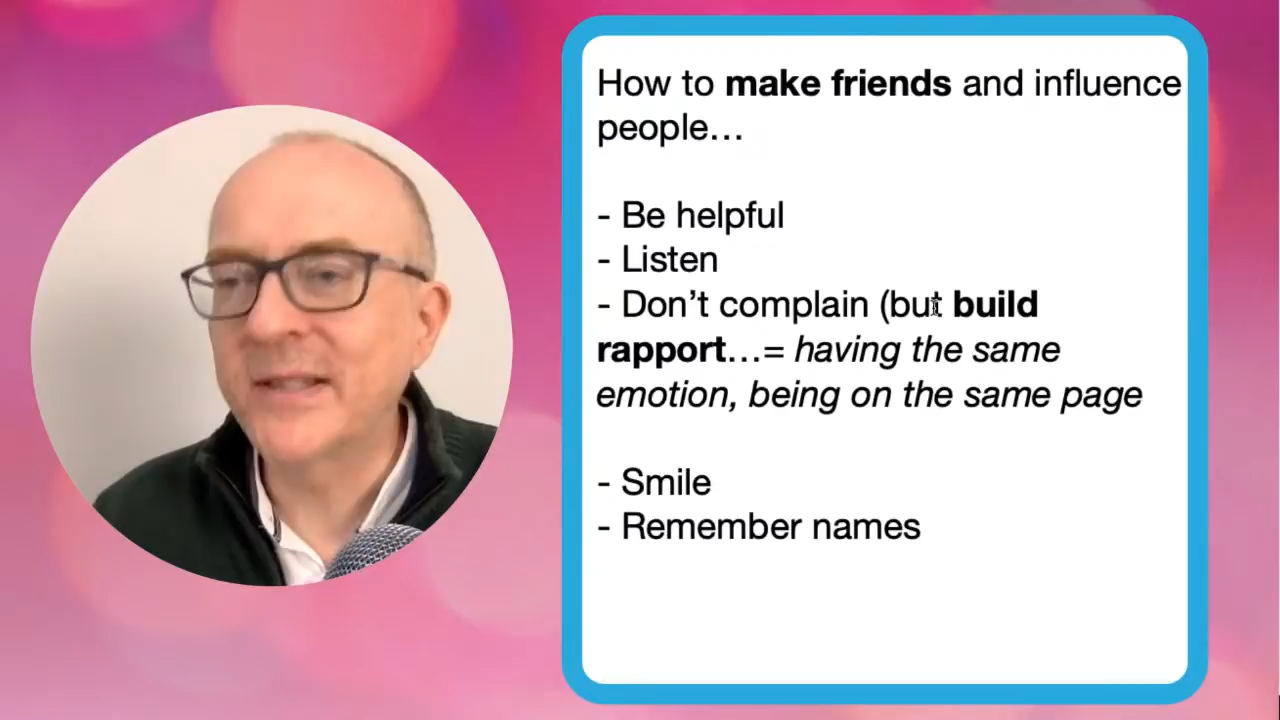 How to make friends and influence
people…
- Be helpful
- Listen
- Don’t complain (but build
rapport…= having the same
emotion, being on the same page
- Smile
- Remember names